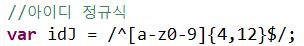 //아이디 정규식
var idJ = /^[a-z0-9]{4,12}$/;